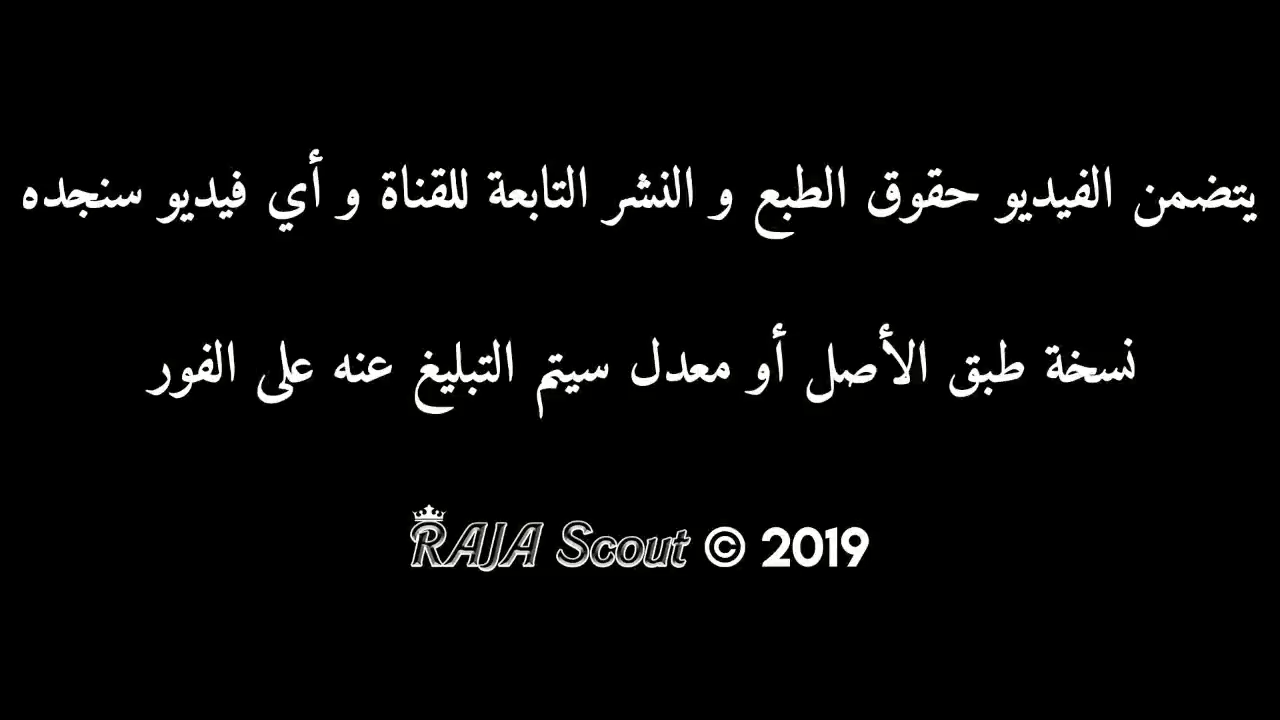 يتضمن الفيديو حقوق الطبع و النشر التابعة للقناة و أي فيديو سنجده
نسخة طبق الأصل أو معدل سيتم التبليغ عنه على الفور
RAJA Scout © 2019